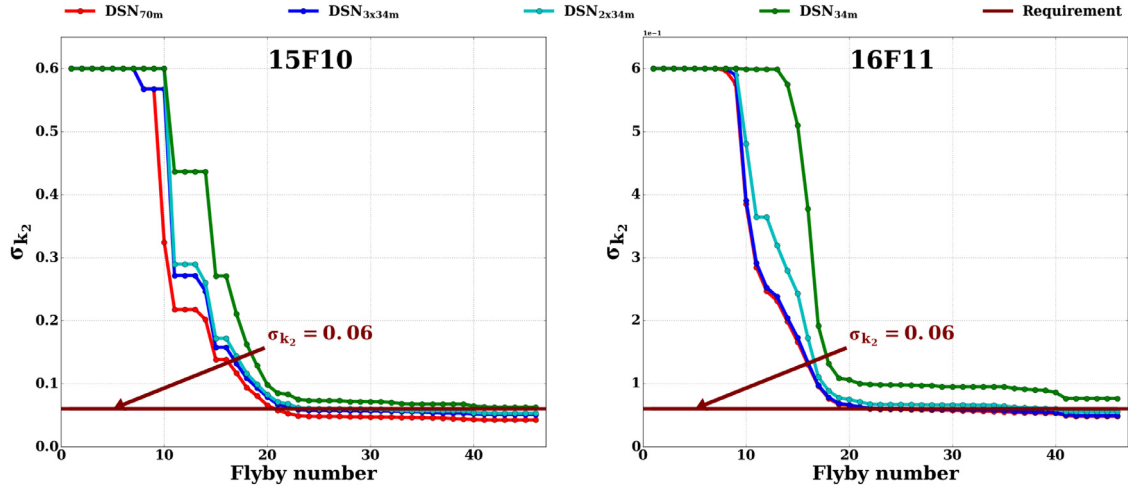 DSN70m DSN3x34m DSN2x34m DSN34m Requirement
15F10
0.6
0.5
0.4
0.3
0.2
0.1
0.0
σk2
σk2 = 0.06
0 10 20 30 40
Flyby number
1e−1
16F11
6
5
4
3
2
1
0
σk2
σk2 = 0.06
0 10 20 30 40
Flyby number